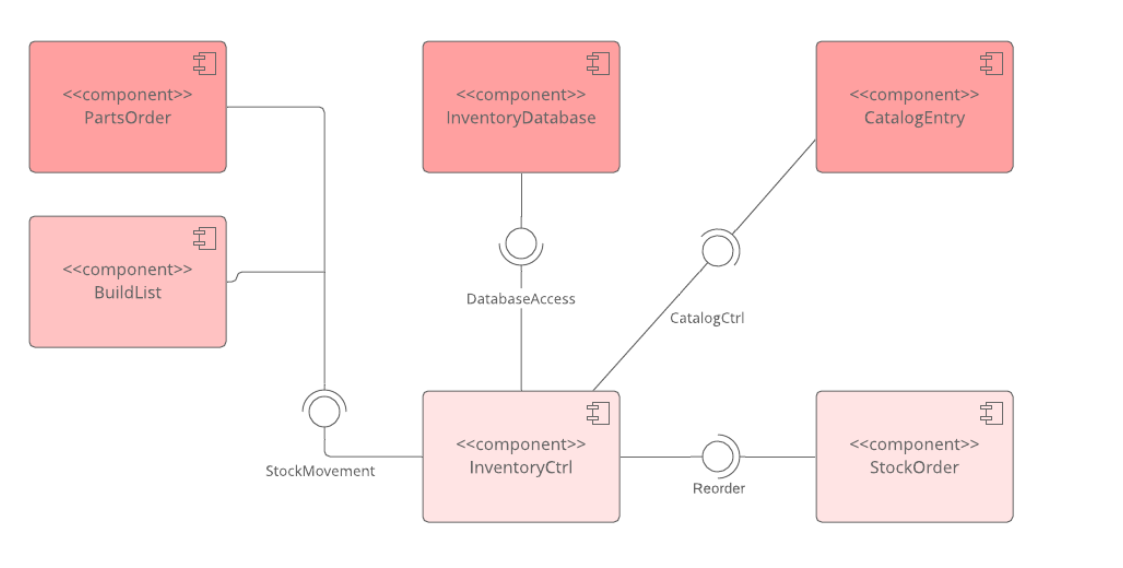 <<component>>
PartsOrder
<<component>>
InventoryDatabase
<<component>>
CatalogEntry
<<component>>
BuildList
DatabaseAccess
CatalogCtrl
StockMovement
<<component>>
InventoryCtrl
Reorder
<<component>>
StockOrder